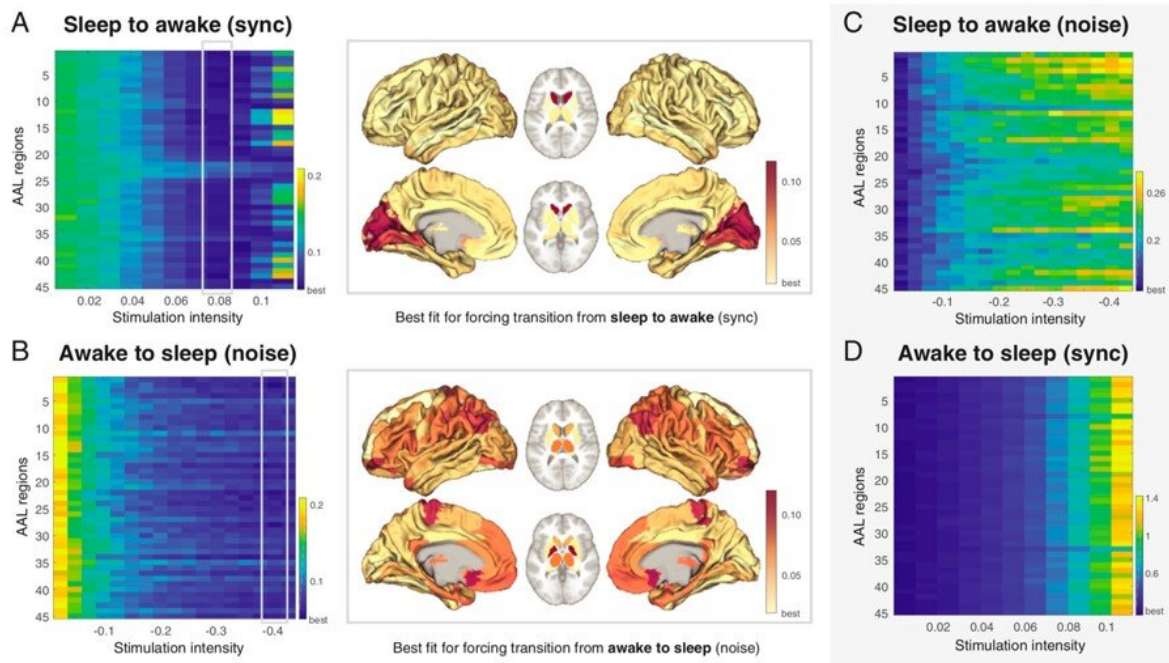 A
Sleep to awake (sync)
AAL regions
5
10
15
20
25
30
35
40
45
0.02 0.04 0.06 0.08 0.1
Stimulation intensity
0.2
0.1
best
0.10
0.05
best
Best fit for forcing transition from sleep to awake (sync)
C
Sleep to awake (noise)
AAL regions
5
10
15
20
25
30
35
40
45
-0.1 -0.2 -0.3 -0.4
Stimulation intensity
0.26
0.2
best
B
Awake to sleep (noise)
AAL regions
5
10
15
20
25
30
35
40
45
-0.1 -0.2 -0.3 -0.4
Stimulation intensity
0.2
0.1
best
0.10
0.05
best
Best fit for forcing transition from awake to sleep (noise)
D
Awake to sleep (sync)
AAL regions
5
10
15
20
25
30
35
40
45
0.02 0.04 0.06 0.08 0.1
Stimulation intensity
1.4
1
0.6
best